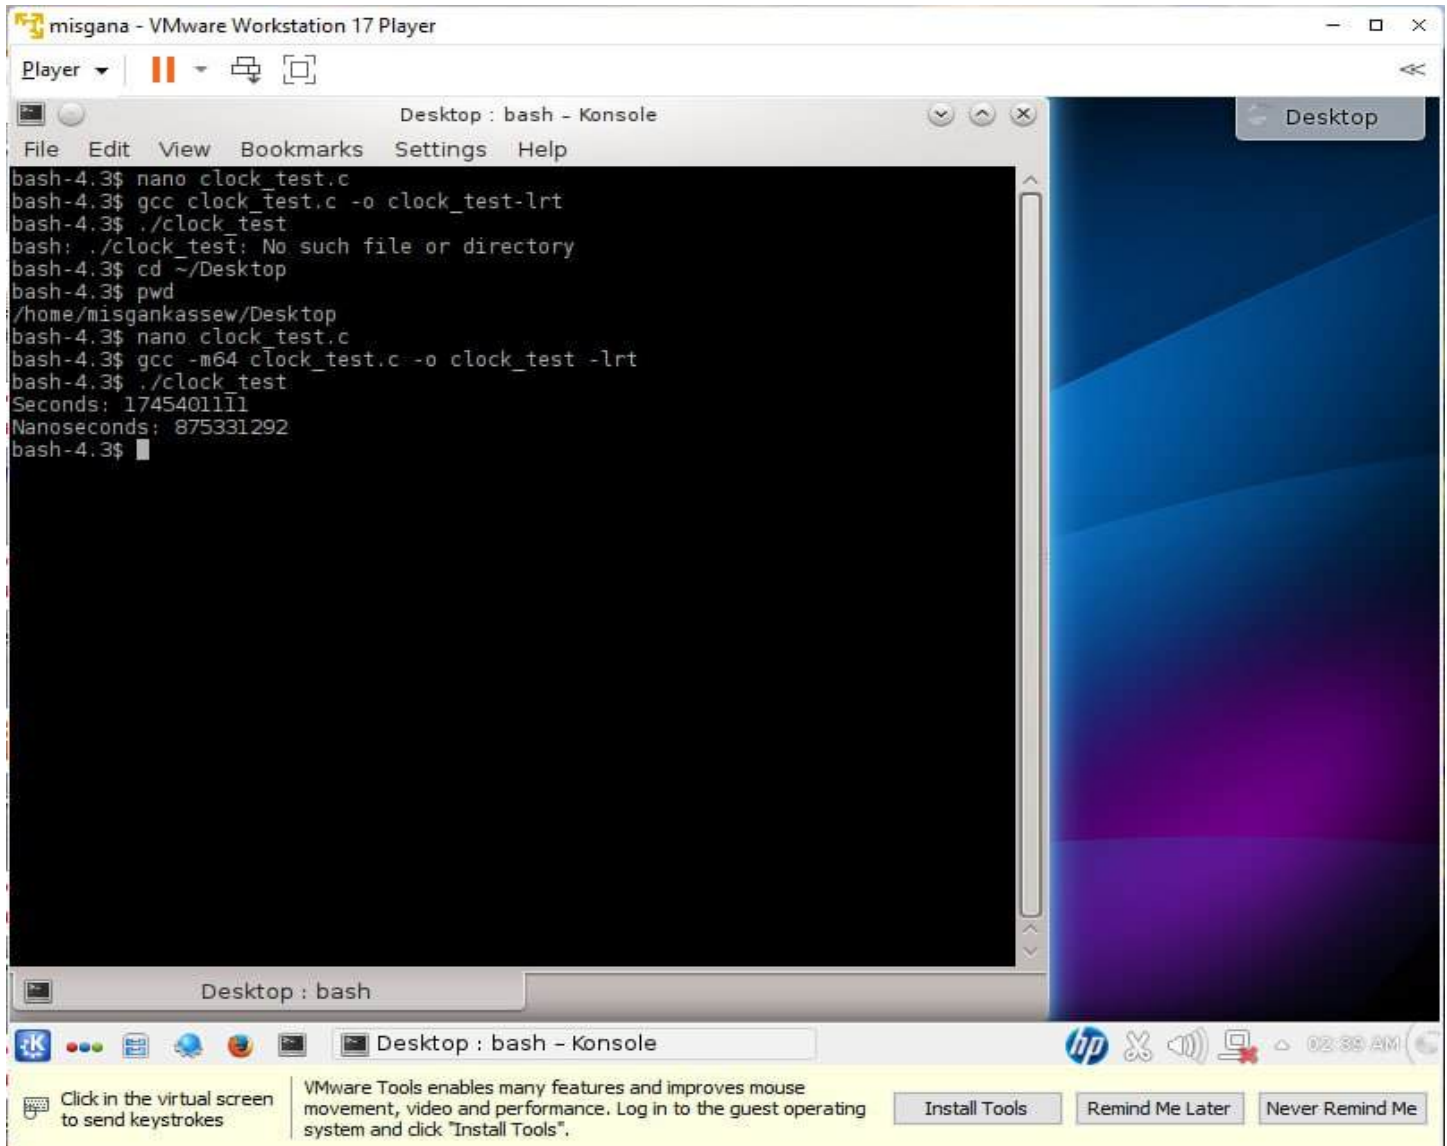 misgana - VMware Workstation 17 Player
Player
Desktop : bash – Konsole
File Edit View Bookmarks Settings Help
Desktop
bash-4.3$ nano clock_test.c
bash-4.3$ gcc clock_test.c -o clock_test-lrt
bash-4.3$ ./clock_test
bash: ./clock_test: No such file or directory
bash-4.3$ cd ~/Desktop
bash-4.3$ pwd
/home/misgankassew/Desktop
bash-4.3$ nano clock_test.c
bash-4.3$ gcc -m64 clock_test.c -o clock_test -lrt
bash-4.3$ ./clock_test
Seconds: 1745401111
Nanoseconds: 875331292
bash-4.3$
Desktop : bash
Desktop : bash – Konsole
hp
02:39 AM
Click in the virtual screen
to send keystrokes
VMware Tools enables many features and improves mouse
movement, video and performance. Log in to the guest operating
system and click "Install Tools".
Install Tools
Remind Me Later
Never Remind Me